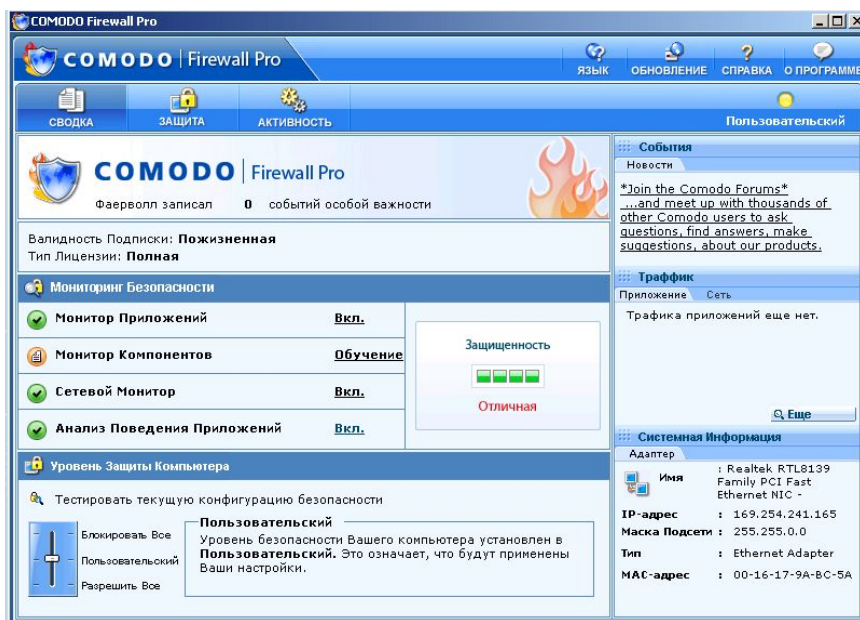 COMODO Firewall Pro
COMODO | Firewall Pro
ЯЗЫК ОБНОВЛЕНИЕ СПРАВКА О ПРОГРАММЕ
СВОДКА ЗАЩИТА АКТИВНОСТЬ
Пользовательский
COMODO | Firewall Pro
Фаерволл записал 0 событий особой важности
Валидность Подписки: Пожизненная
Тип Лицензии: Полная
Мониторинг Безопасности
Монитор Приложений Вкл.
Монитор Компонентов Обучение
Сетевой Монитор Вкл.
Анализ Поведения Приложений Вкл.
Защищенность
Отличная
Уровень Защиты Компьютера
Тестировать текущую конфигурацию безопасности
Блокировать Все
Пользовательский
Разрешить Все
Пользовательский
Уровень безопасности Вашего компьютера установлен в
Пользовательский. Это означает, что будут применены
Ваши настройки.
События
Новости
*Join the Comodo Forums*
...and meet up with thousands of
other Comodo users to ask
questions, find answers, make
suggestions, about our products.
Траффик
Приложение Сеть
Трафика приложений еще нет.
Еще
Системная Информация
Адаптер
Имя : Realtek RTL8139
Family PCI Fast
Ethernet NIC -
IP-адрес : 169.254.241.165
Маска Подсети : 255.255.0.0
Тип : Ethernet Adapter
MAC-адрес : 00-16-17-9A-BC-5A